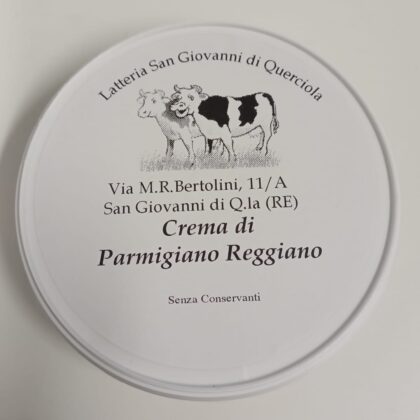 Latteria San Giovanni di Querciola
Via M.R.Bertolini, 11/A
San Giovanni di Q.la (RE)
Crema di
Parmigiano Reggiano
Senza Conservanti